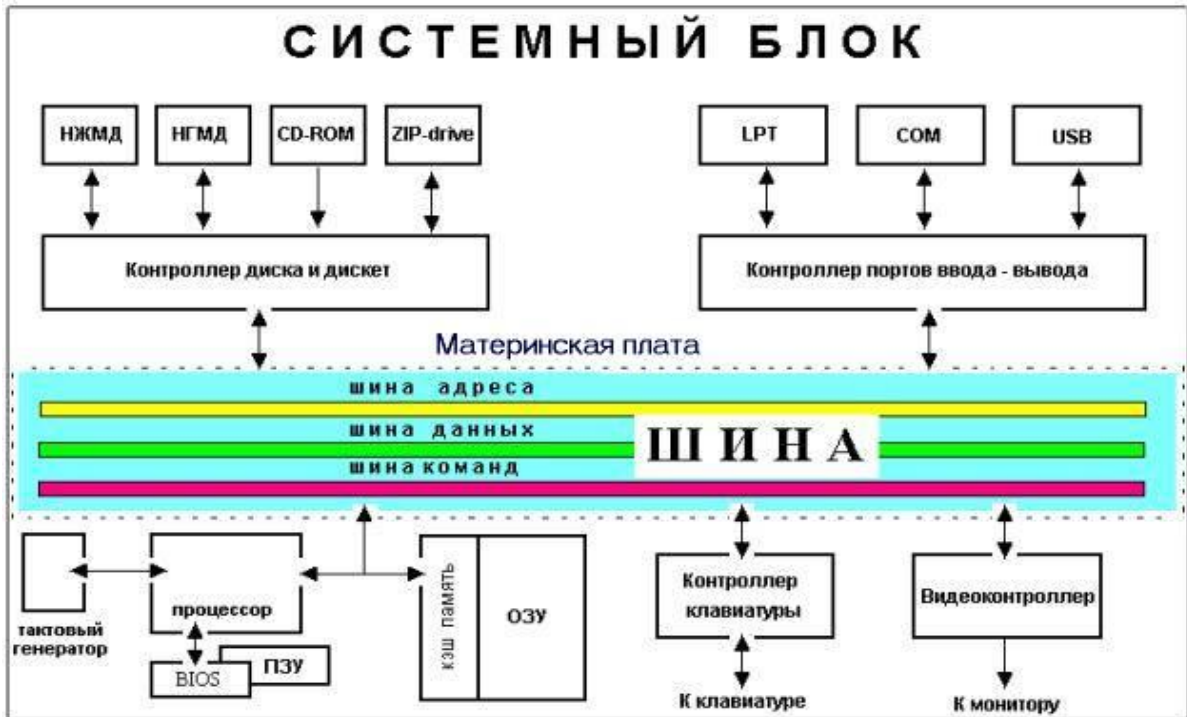 СИСТЕМНЫЙ БЛОК
НЖМД
НГМД
CD-ROM
ZIP-drive
LPT
COM
USB
Контроллер диска и дискет
Контроллер портов ввода - вывода
Материнская плата
шина адреса
шина данных
шина команд
ШИНА
тактовый
генератор
процессор
BIOS
ПЗУ
кэш память
ОЗУ
Контроллер
клавиатуры
Видеоконтроллер
К клавиатуре
К монитору